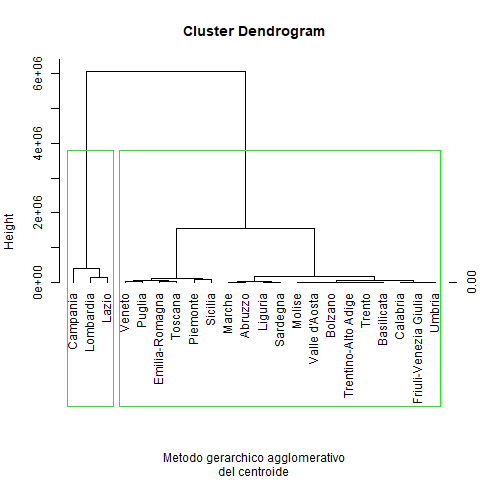 Cluster Dendrogram
Height
6e+06
4e+06
2e+06
0e+00
0.00
Campania
Lombardia
Lazio
Veneto
Puglia
Emilia-Romagna
Toscana
Piemonte
Sicilia
Marche
Abruzzo
Liguria
Sardegna
Molise
Valle d'Aosta
Bolzano
Trentino-Alto Adige
Trento
Basilicata
Calabria
Friuli-Venezia Giulia
Umbria
Metodo gerarchico agglomerativo
del centroide